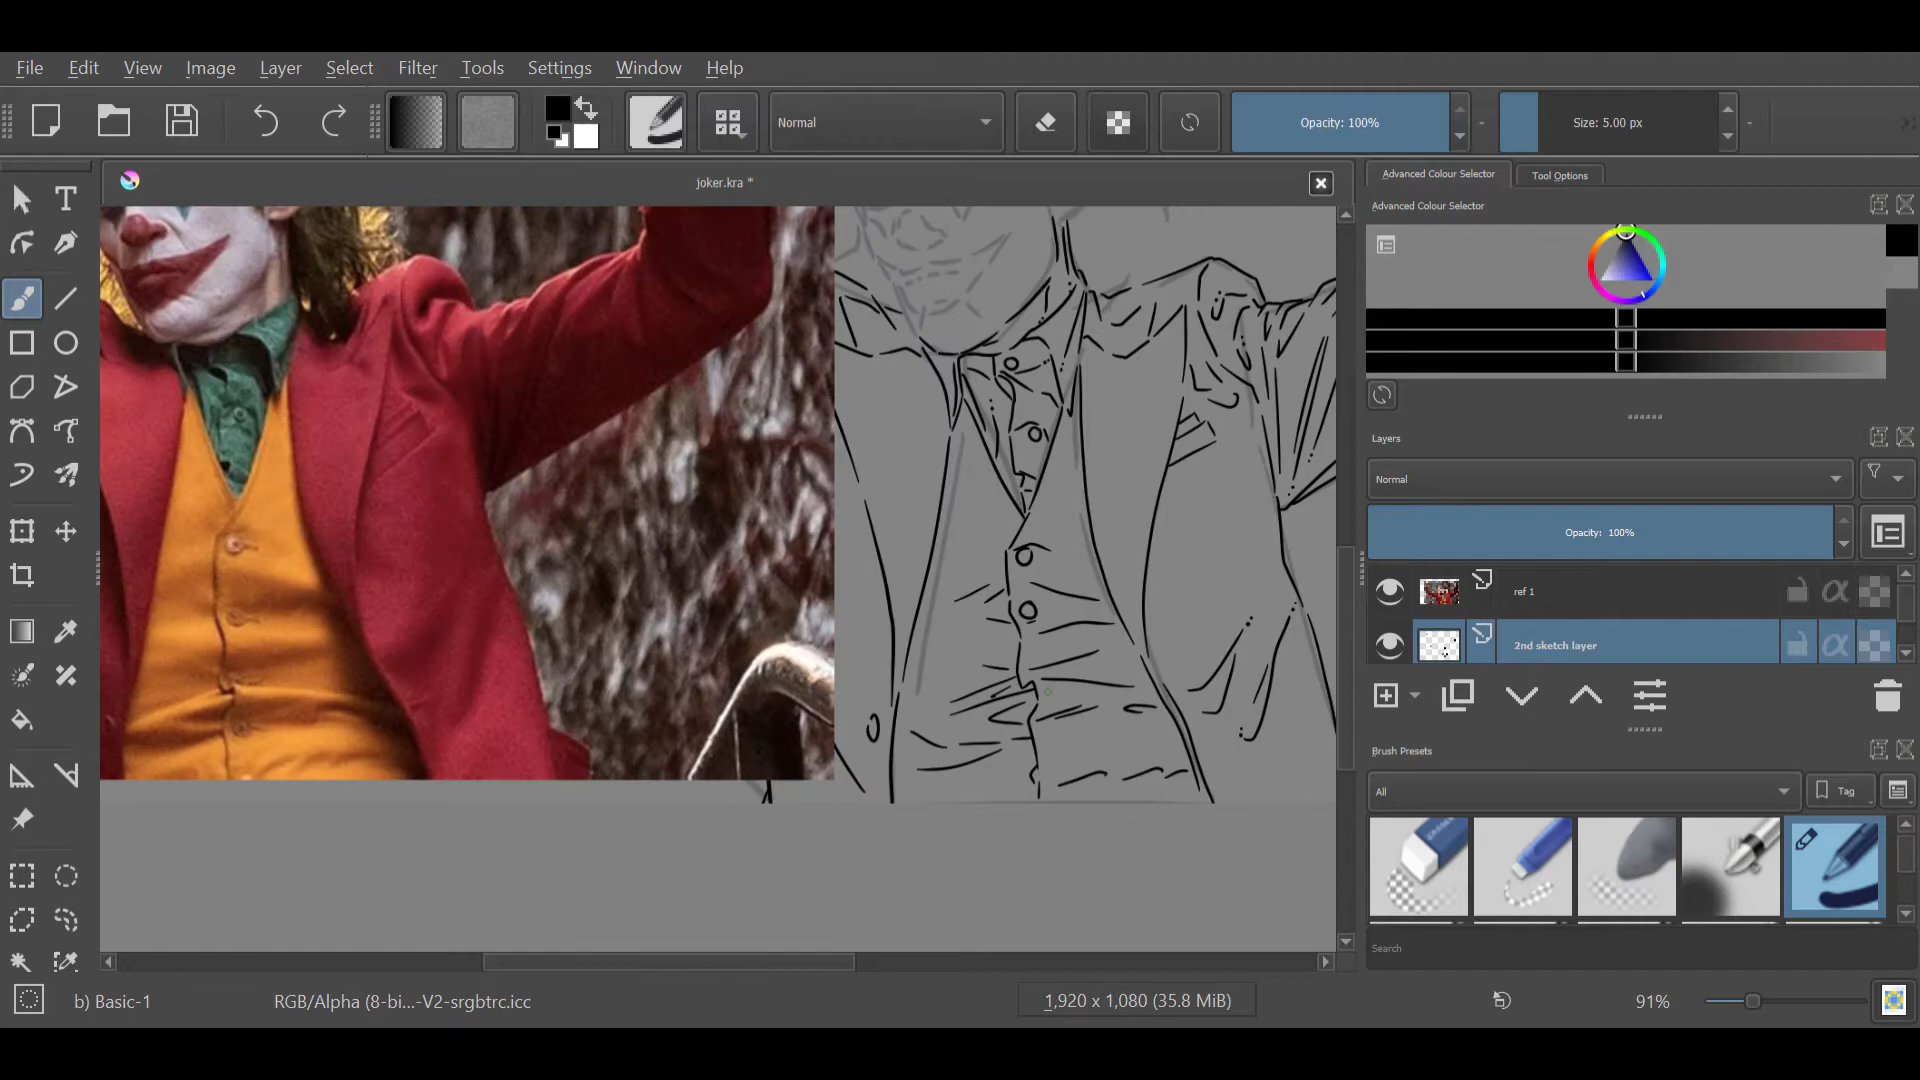 File Edit View Image Layer Select Filter Tools Settings Window Help
Normal
Opacity: 100%
Size: 5.00 px
joker.kra *
Advanced Colour Selector
Tool Options
Advanced Colour Selector
Layers
Normal
Opacity: 100%
ref 1
2nd sketch layer
Brush Presets
All
Tag
Search
b) Basic-1
RGB/Alpha (8-bi...-V2-srgbtrc.icc
1,920 x 1,080 (35.8 MiB)
91%